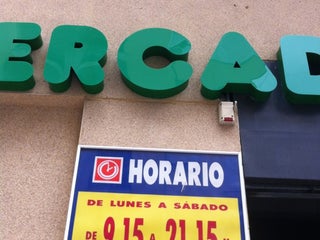 ERCAD
HORARIO
DE LUNES A SÁBADO
DE 9,15 A 21,15